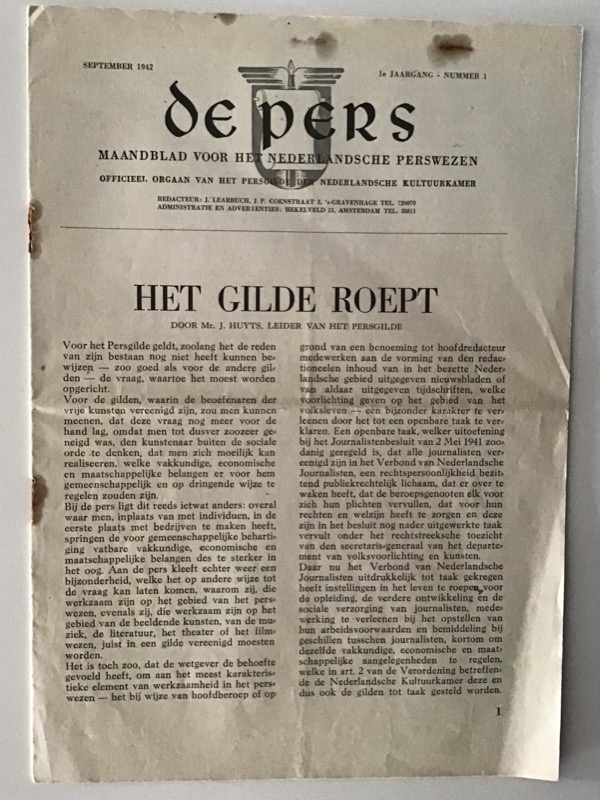 SEPTEMBER 1942
1e JAARGANG - NUMMER 1
de pers
MAANDBLAD VOOR HET NEDERLANDSCHE PERSWEZEN
OFFICIEEL ORGAAN VAN HET PERSGILDE DER NEDERLANDSCHE KULTUURKAMER
REDACTEUR: J. LEARBUCH, J. P. COENSTRAAT 5, 's-GRAVENHAGE TEL. 720070
ADMINISTRATIE EN ADVERTENTIES: HEKELVELD 15, AMSTERDAM TEL. 38811
HET GILDE ROEPT
DOOR Mr. J. HUYTS, LEIDER VAN HET PERSGILDE
Voor het Persgilde geldt, zoolang het de reden
van zijn bestaan nog niet heeft kunnen be-
wijzen — zoo goed als voor de andere gil-
den — de vraag, waartoe het moest worden
opgericht.
Voor de gilden, waarin de beoefenaren der
vrije kunsten vereenigd zijn, zou men kunnen
meenen, dat deze vraag nog meer voor de
hand lag, omdat men tot dusver zoozeer ge-
neigd was, den kunstenaar buiten de sociale
orde te denken, dat men zich moeilijk kan
realiseeren, welke vakkundige, economische
en maatschappelijke belangen er voor hem
gemeenschappelijk en op dringende wijze te
regelen zouden zijn.
Bij de pers ligt dit reeds ietwat anders: overal
waar men, inplaats van met individuen, in de
eerste plaats met bedrijven te maken heeft,
springen de voor gemeenschappelijke beharti-
ging vatbare vakkundige, economische en
maatschappelijke belangen des te sterker in
het oog. Aan de pers kleeft echter weer een
bijzonderheid, welke het op andere wijze tot
de vraag kan laten komen, waarom zij, die
werkzaam zijn op het gebied van het pers-
wezen, evenals zij, die werkzaam zijn op het
gebied van de beeldende kunsten, van de mu-
ziek, de literatuur, het theater of het film-
wezen, juist in een gilde vereenigd moesten
worden.
Het is toch zoo, dat de wetgever de behoefte
gevoeld heeft, om aan het meest karakteris-
tieke element van werkzaamheid in het pers-
wezen — het bij wijze van hoofdberoep of op
grond van een benoeming tot hoofdredacteur
medewerken aan de vorming van den redac-
tioneelen inhoud van in het bezette Neder-
landsche gebied uitgegeven nieuwsbladen of
van aldaar uitgegeven tijdschriften, welke
voorlichting geven op het gebied van het
volksleven — een bijzonder karakter te ver-
leenen door het tot een openbare taak te ver-
klaren. Een openbare taak, welker uitoefening
bij het Journalistenbesluit van 2 Mei 1941 zoo-
danig geregeld is, dat alle journalisten ver-
eenigd zijn in het Verbond van Nederlandsche
Journalisten, een rechtspersoonlijkheid bezit-
tend publiekrechtelijk lichaam, dat er over te
waken heeft, dat de beroepsgenooten elk voor
zich hun plichten vervullen, dat voor hun
rechten en welzijn heeft te zorgen en deze
zijn in het besluit nog nader uitgewerkte taak
vervult onder het rechtstreeksche toezicht
van den secretaris-generaal van het departe-
ment van volksvoorlichting en kunsten.
Daar nu het Verbond van Nederlandsche
Journalisten uitdrukkelijk tot taak gekregen
heeft instellingen in het leven te roepen voor
de opleiding, de verdere ontwikkeling en de
sociale verzorging van journalisten, mede-
werking te verleenen bij het opstellen van
hun arbeidsvoorwaarden en bemiddeling bij
geschillen tusschen journalisten, kortom om
dezelfde vakkundige, economische en maat-
schappelijke aangelegenheden te regelen,
welke in art. 2 van de Verordening betreffen-
de de Nederlandsche Kultuurkamer deze en
dus ook de gilden tot taak gesteld worden.
1